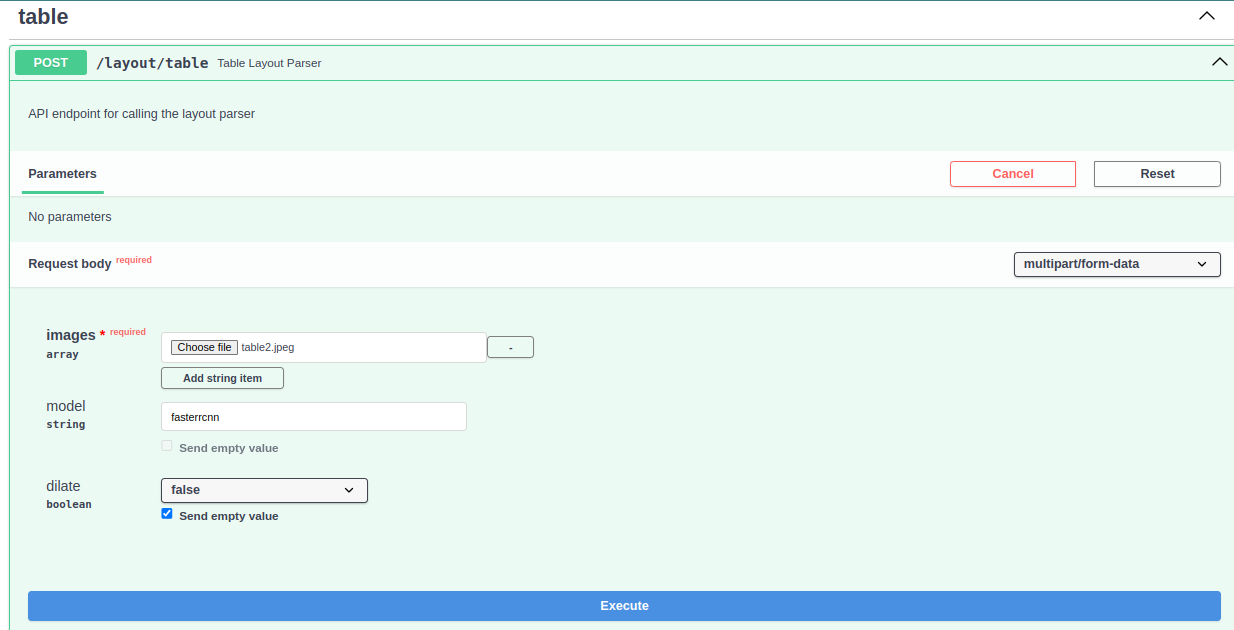 table
POST /layout/table Table Layout Parser
API endpoint for calling the layout parser
Parameters Cancel Reset
No parameters
Request body required multipart/form-data
images * required
array
Choose file table2.jpeg -
Add string item
model
string
fasterrcnn
Send empty value
dilate
boolean
false
Send empty value
Execute